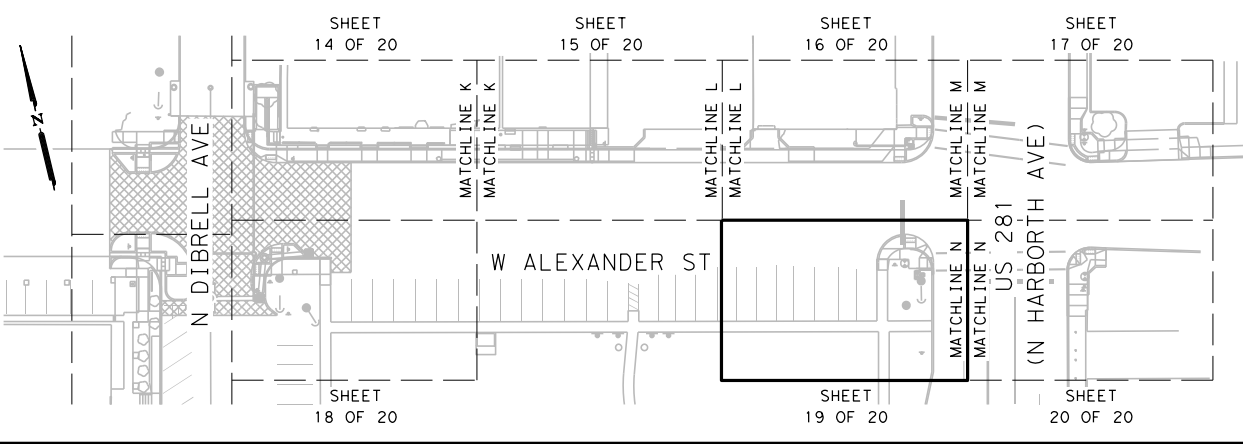 SHEET
14 OF 20
SHEET
15 OF 20
SHEET
16 OF 20
SHEET
17 OF 20
N
MATCHLINE K
MATCHLINE K
MATCHLINE L
MATCHLINE L
MATCHLINE M
MATCHLINE M
N DIBRELL AVE
W ALEXANDER ST
MATCHLINE N
MATCHLINE N
US 281
(N HARBORTH AVE)
SHEET
18 OF 20
SHEET
19 OF 20
SHEET
20 OF 20